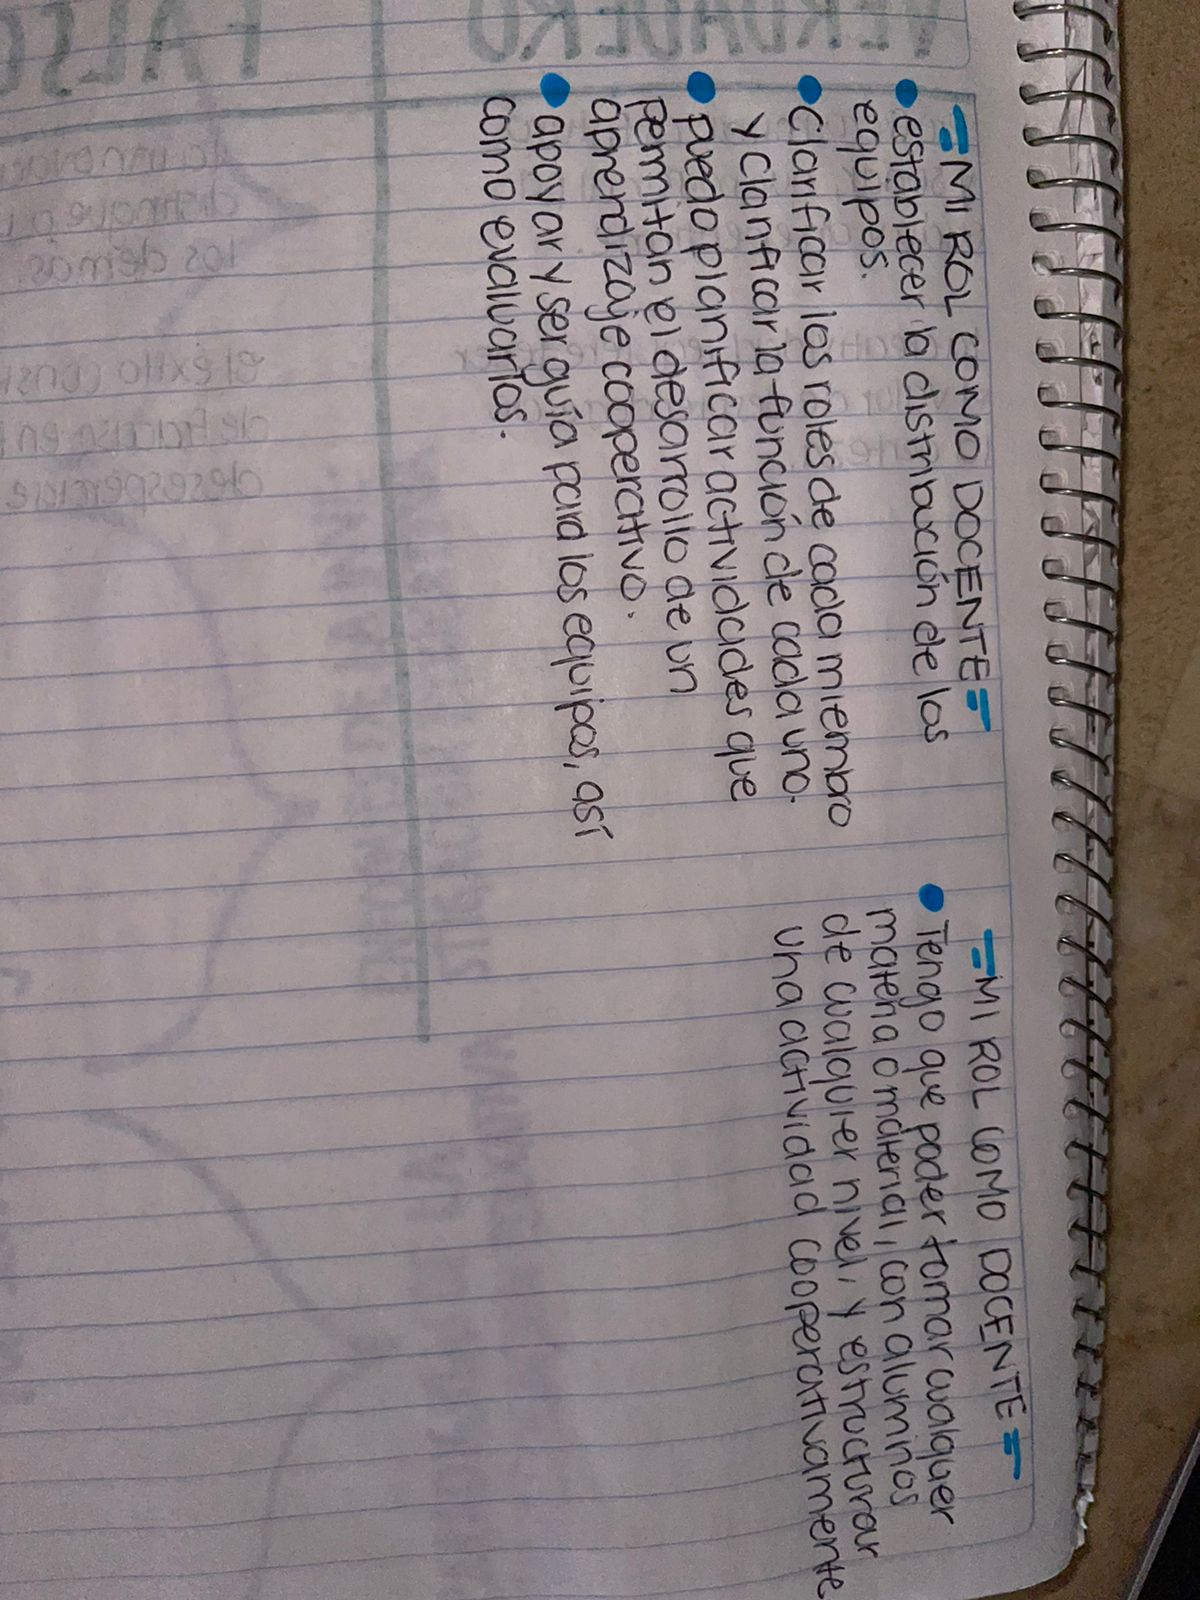 MI ROL COMO DOCENTE
• establecer la distribución de los
equipos.
• Clarificar los roles de cada miembro
y clarificar la función de cada uno.
• puedo planificar actividades que
permitan el desarrollo de un
aprendizaje cooperativo.
• apoyar y ser guía para los equipos, así
como evaluarlos.
MI ROL COMO DOCENTE
• Tengo que poder tomar cualquier
materia o material, con alumnos
de cualquier nivel, y estructurar
una actividad cooperativamente
VERDADERO
FALSO